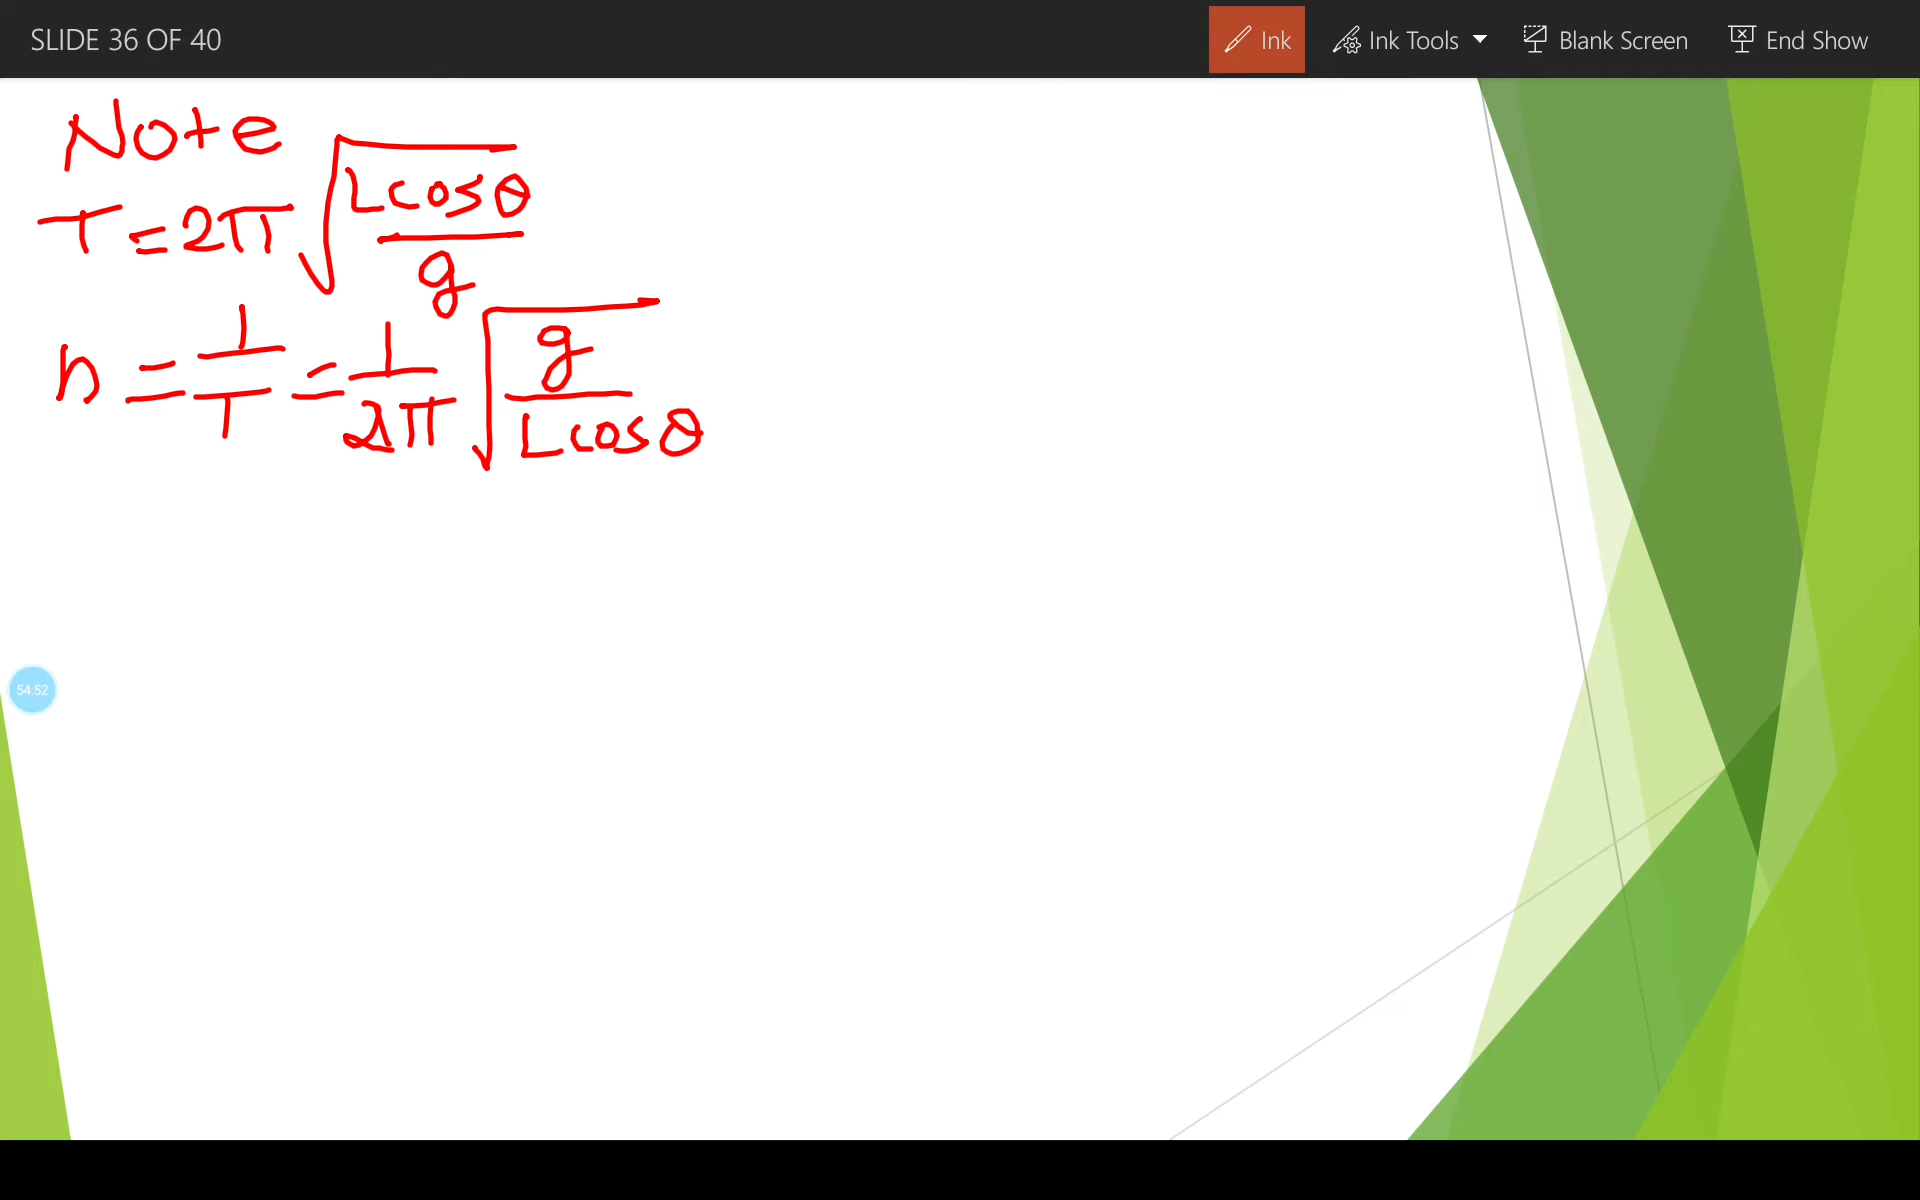 SLIDE 36 OF 40 Ink Ink Tools Blank Screen End Show
Note
T = 2π √(Lcosθ/g)
n = 1/T = 1/2π √(g/Lcosθ)
54:52